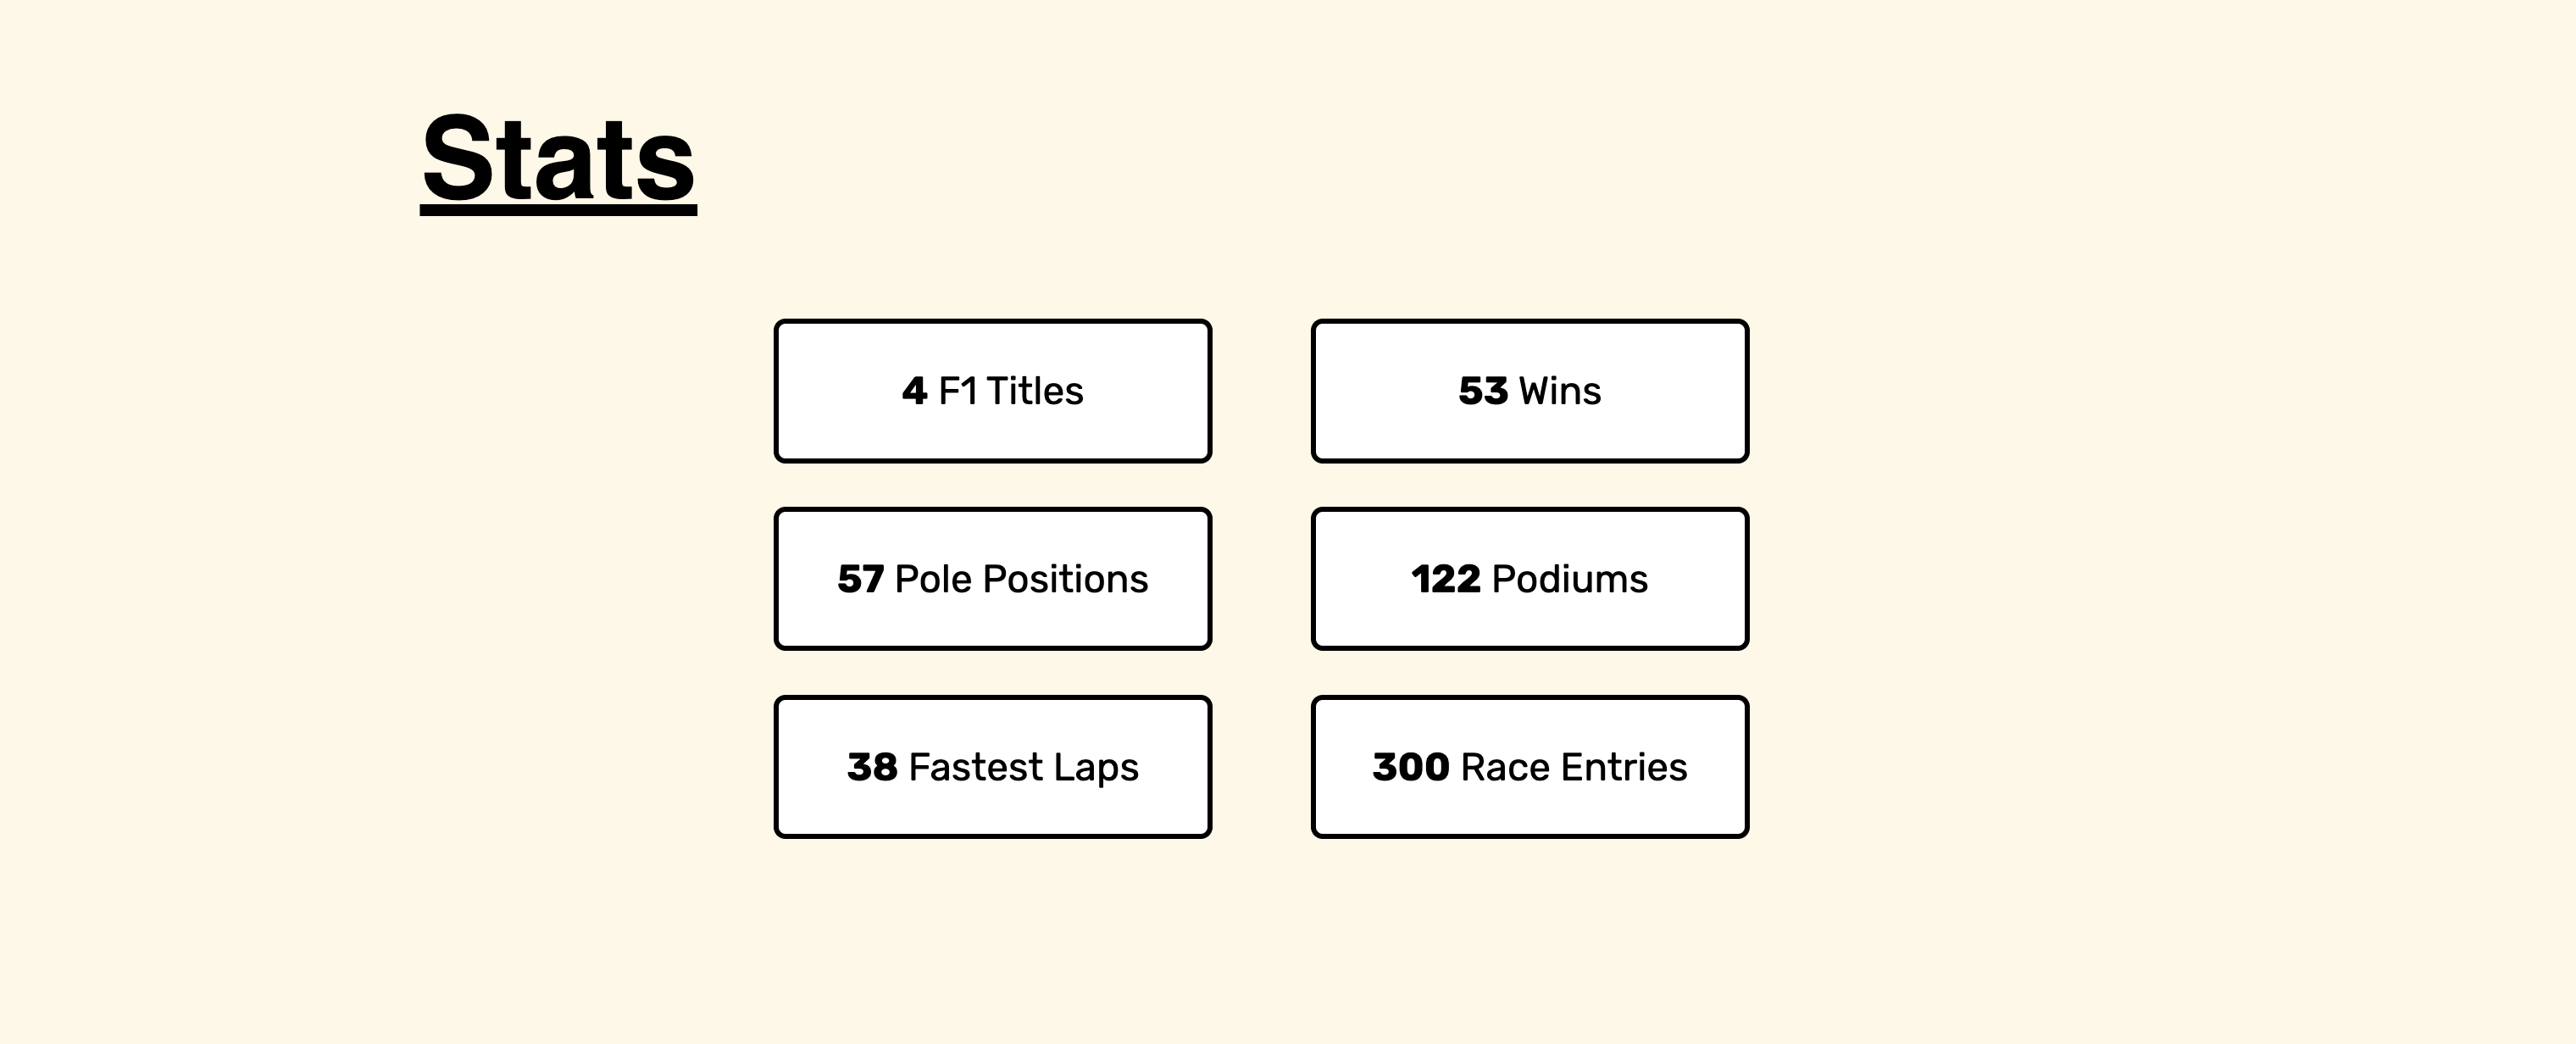 Stats
4 F1 Titles
53 Wins
57 Pole Positions
122 Podiums
38 Fastest Laps
300 Race Entries